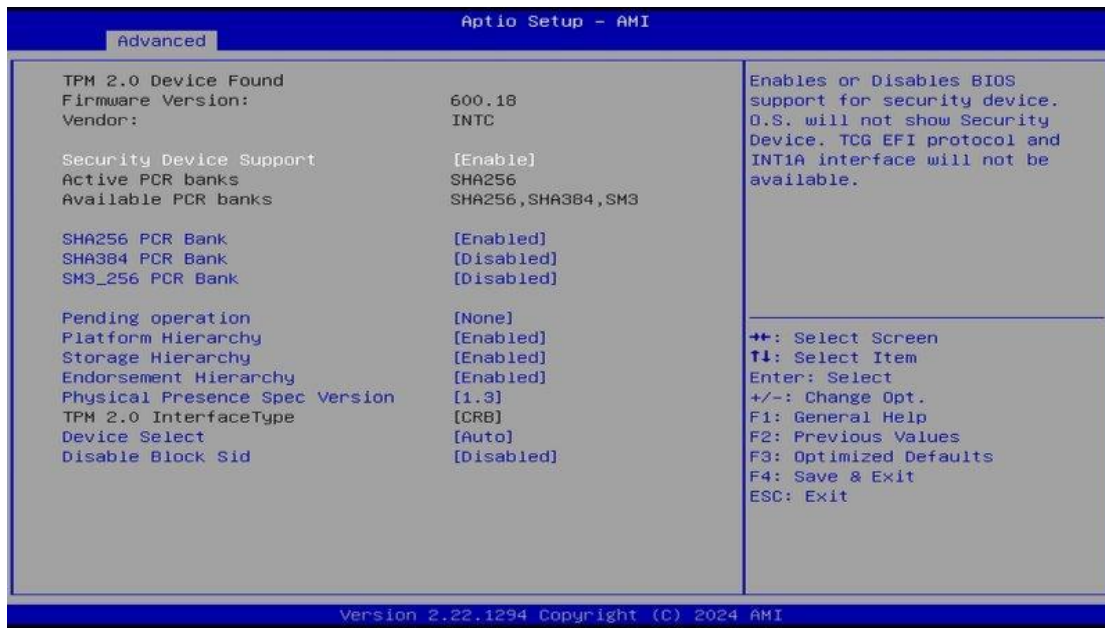 Aptio Setup - AMI
Advanced
TPM 2.0 Device Found
Firmware Version: 600.18
Vendor: INTC
Security Device Support [Enable]
Active PCR banks SHA256
Available PCR banks SHA256,SHA384,SM3
SHA256 PCR Bank [Enabled]
SHA384 PCR Bank [Disabled]
SM3_256 PCR Bank [Disabled]
Pending operation [None]
Platform Hierarchy [Enabled]
Storage Hierarchy [Enabled]
Endorsement Hierarchy [Enabled]
Physical Presence Spec Version [1.3]
TPM 2.0 InterfaceType [CRB]
Device Select [Auto]
Disable Block Sid [Disabled]
Enables or Disables BIOS
support for security device.
O.S. will not show Security
Device. TCG EFI protocol and
INT1A interface will not be
available.
→←: Select Screen
↑↓: Select Item
Enter: Select
+/-: Change Opt.
F1: General Help
F2: Previous Values
F3: Optimized Defaults
F4: Save & Exit
ESC: Exit
Version 2.22.1294 Copyright (C) 2024 AMI